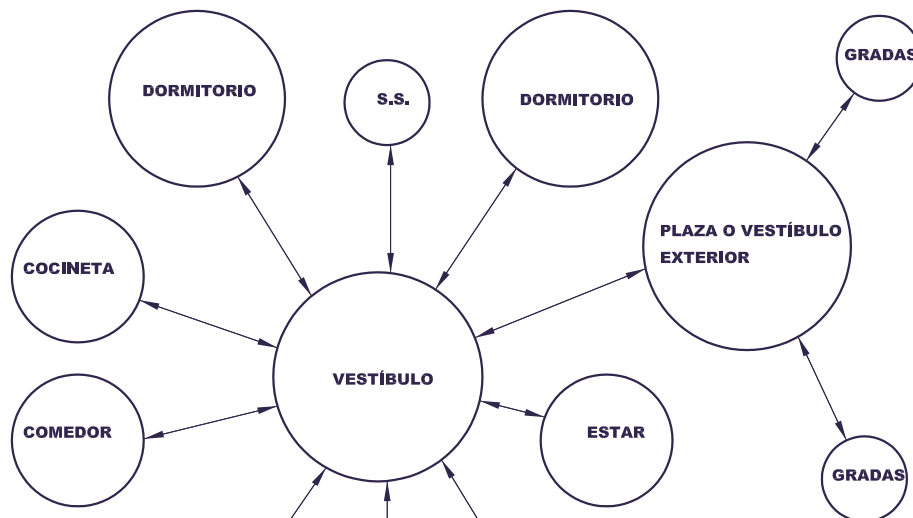 GRADAS
DORMITORIO
S.S.
DORMITORIO
PLAZA O VESTÍBULO
EXTERIOR
COCINETA
VESTÍBULO
COMEDOR
ESTAR
GRADAS